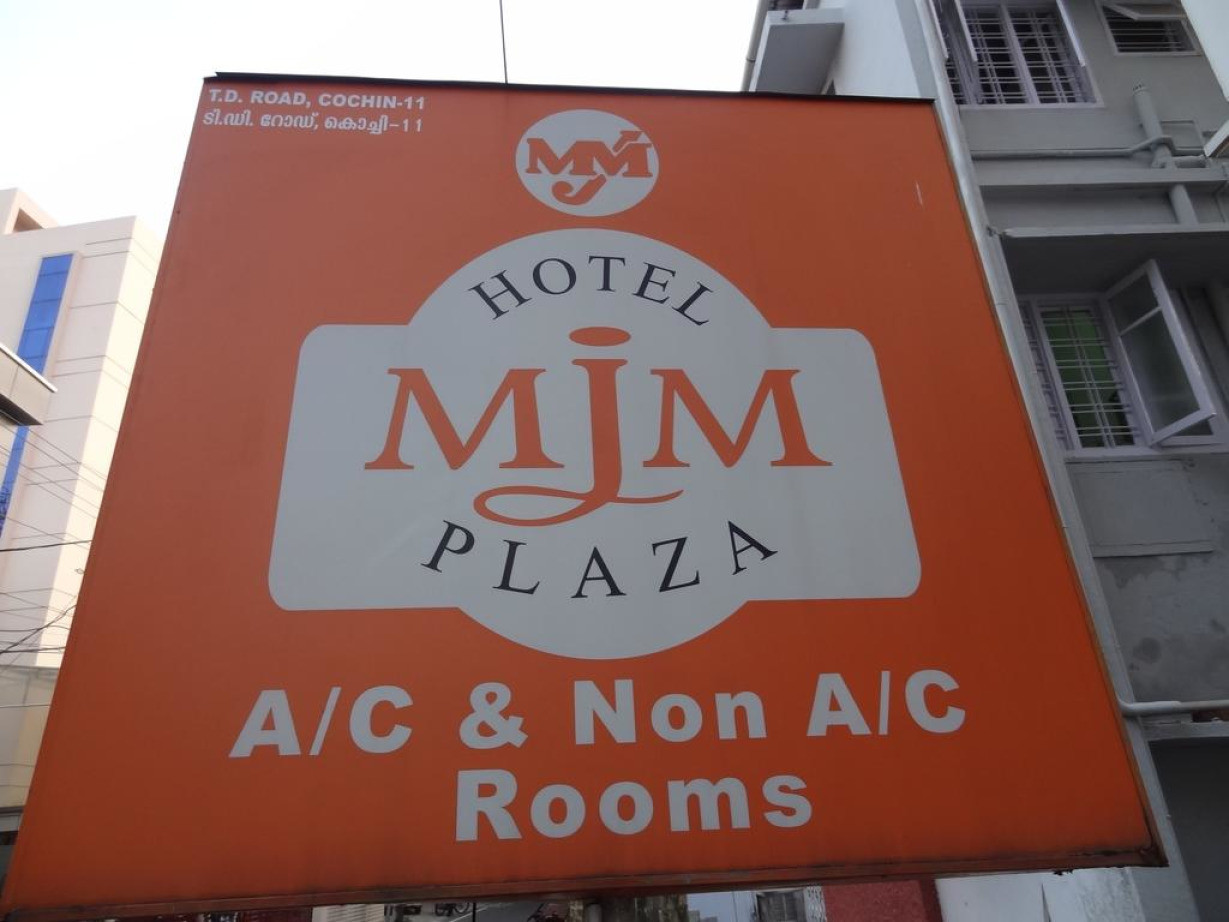 T.D. ROAD, COCHIN-11
ടി.ഡി. റോഡ്, കൊച്ചി-11
MJM
HOTEL
MJM
PLAZA
A/C & Non A/C
Rooms